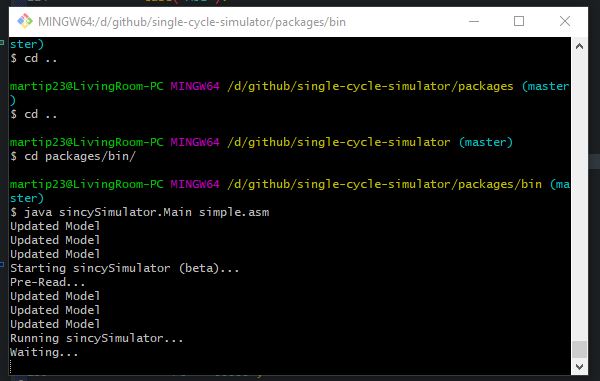 MINGW64:/d/github/single-cycle-simulator/packages/bin
ster)
$ cd ..
martip23@LivingRoom-PC MINGW64 /d/github/single-cycle-simulator/packages (master
)
$ cd ..
martip23@LivingRoom-PC MINGW64 /d/github/single-cycle-simulator (master)
$ cd packages/bin/
martip23@LivingRoom-PC MINGW64 /d/github/single-cycle-simulator/packages/bin (ma
ster)
$ java sincySimulator.Main simple.asm
Updated Model
Updated Model
Updated Model
Starting sincySimulator (beta)...
Pre-Read...
Updated Model
Updated Model
Updated Model
Running sincySimulator...
Waiting...